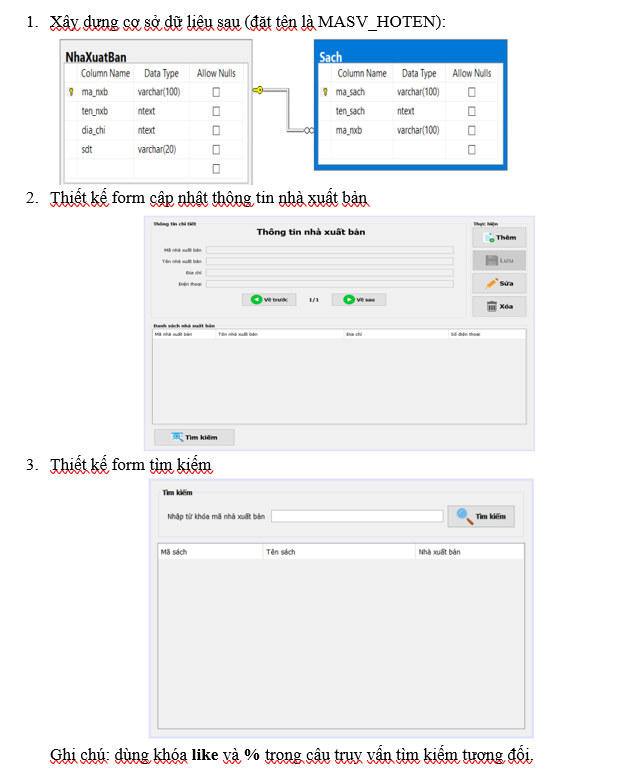 1. Xây dựng cơ sở dữ liệu sau (đặt tên là MASV_HOTEN):
NhaXuatBan
Column Name Data Type Allow Nulls
ma_nxb varchar(100)
ten_nxb ntext
dia_chi ntext
sdt varchar(20)
Sach
Column Name Data Type Allow Nulls
ma_sach varchar(100)
ten_sach ntext
ma_nxb varchar(100)
2. Thiết kế form cập nhật thông tin nhà xuất bản
Thông tin chi tiết
Thông tin nhà xuất bản
Mã nhà xuất bản
Tên nhà xuất bản
Địa chỉ
Điện thoại
Về trước 1/1 Về sau
Thực hiện
Thêm
Lưu
Sửa
Xóa
Danh sách nhà xuất bản
Mã nhà xuất bản Tên nhà xuất bản Địa chỉ Số điện thoại
Tìm kiếm
3. Thiết kế form tìm kiếm
Tìm kiếm
Nhập từ khóa mã nhà xuất bản Tìm kiếm
Mã sách Tên sách Nhà xuất bản
Ghi chú: dùng khóa like và % trong câu truy vấn tìm kiếm tương đối.